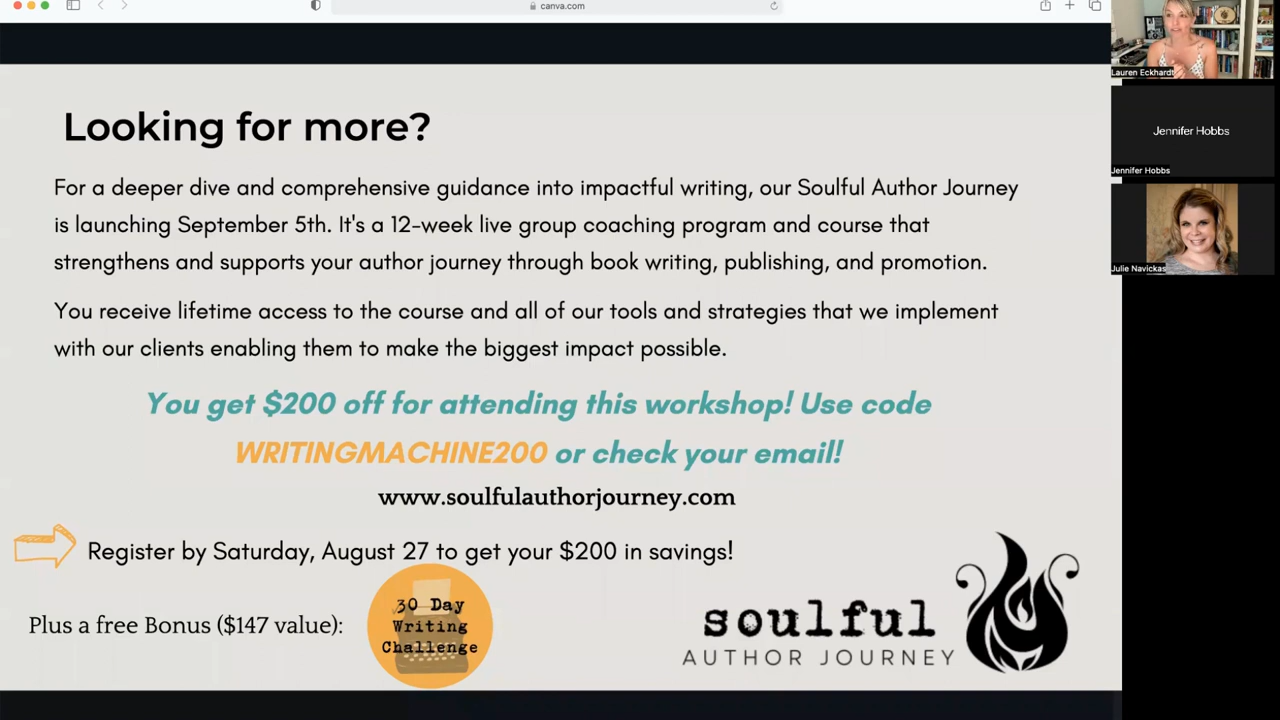 canva.com
Lauren Eckhardt
Looking for more?
Jennifer Hobbs
Jennifer Hobbs
For a deeper dive and comprehensive guidance into impactful writing, our Soulful Author Journey
is launching September 5th. It's a 12-week live group coaching program and course that
strengthens and supports your author journey through book writing, publishing, and promotion.
Julie Navickas
You receive lifetime access to the course and all of our tools and strategies that we implement
with our clients enabling them to make the biggest impact possible.
You get $200 off for attending this workshop! Use code
WRITINGMACHINE200 or check your email!
www.soulfulauthorjourney.com
Register by Saturday, August 27 to get your $200 in savings!
Plus a free Bonus ($147 value):
30 Day
Writing
Challenge
soulful
AUTHOR JOURNEY